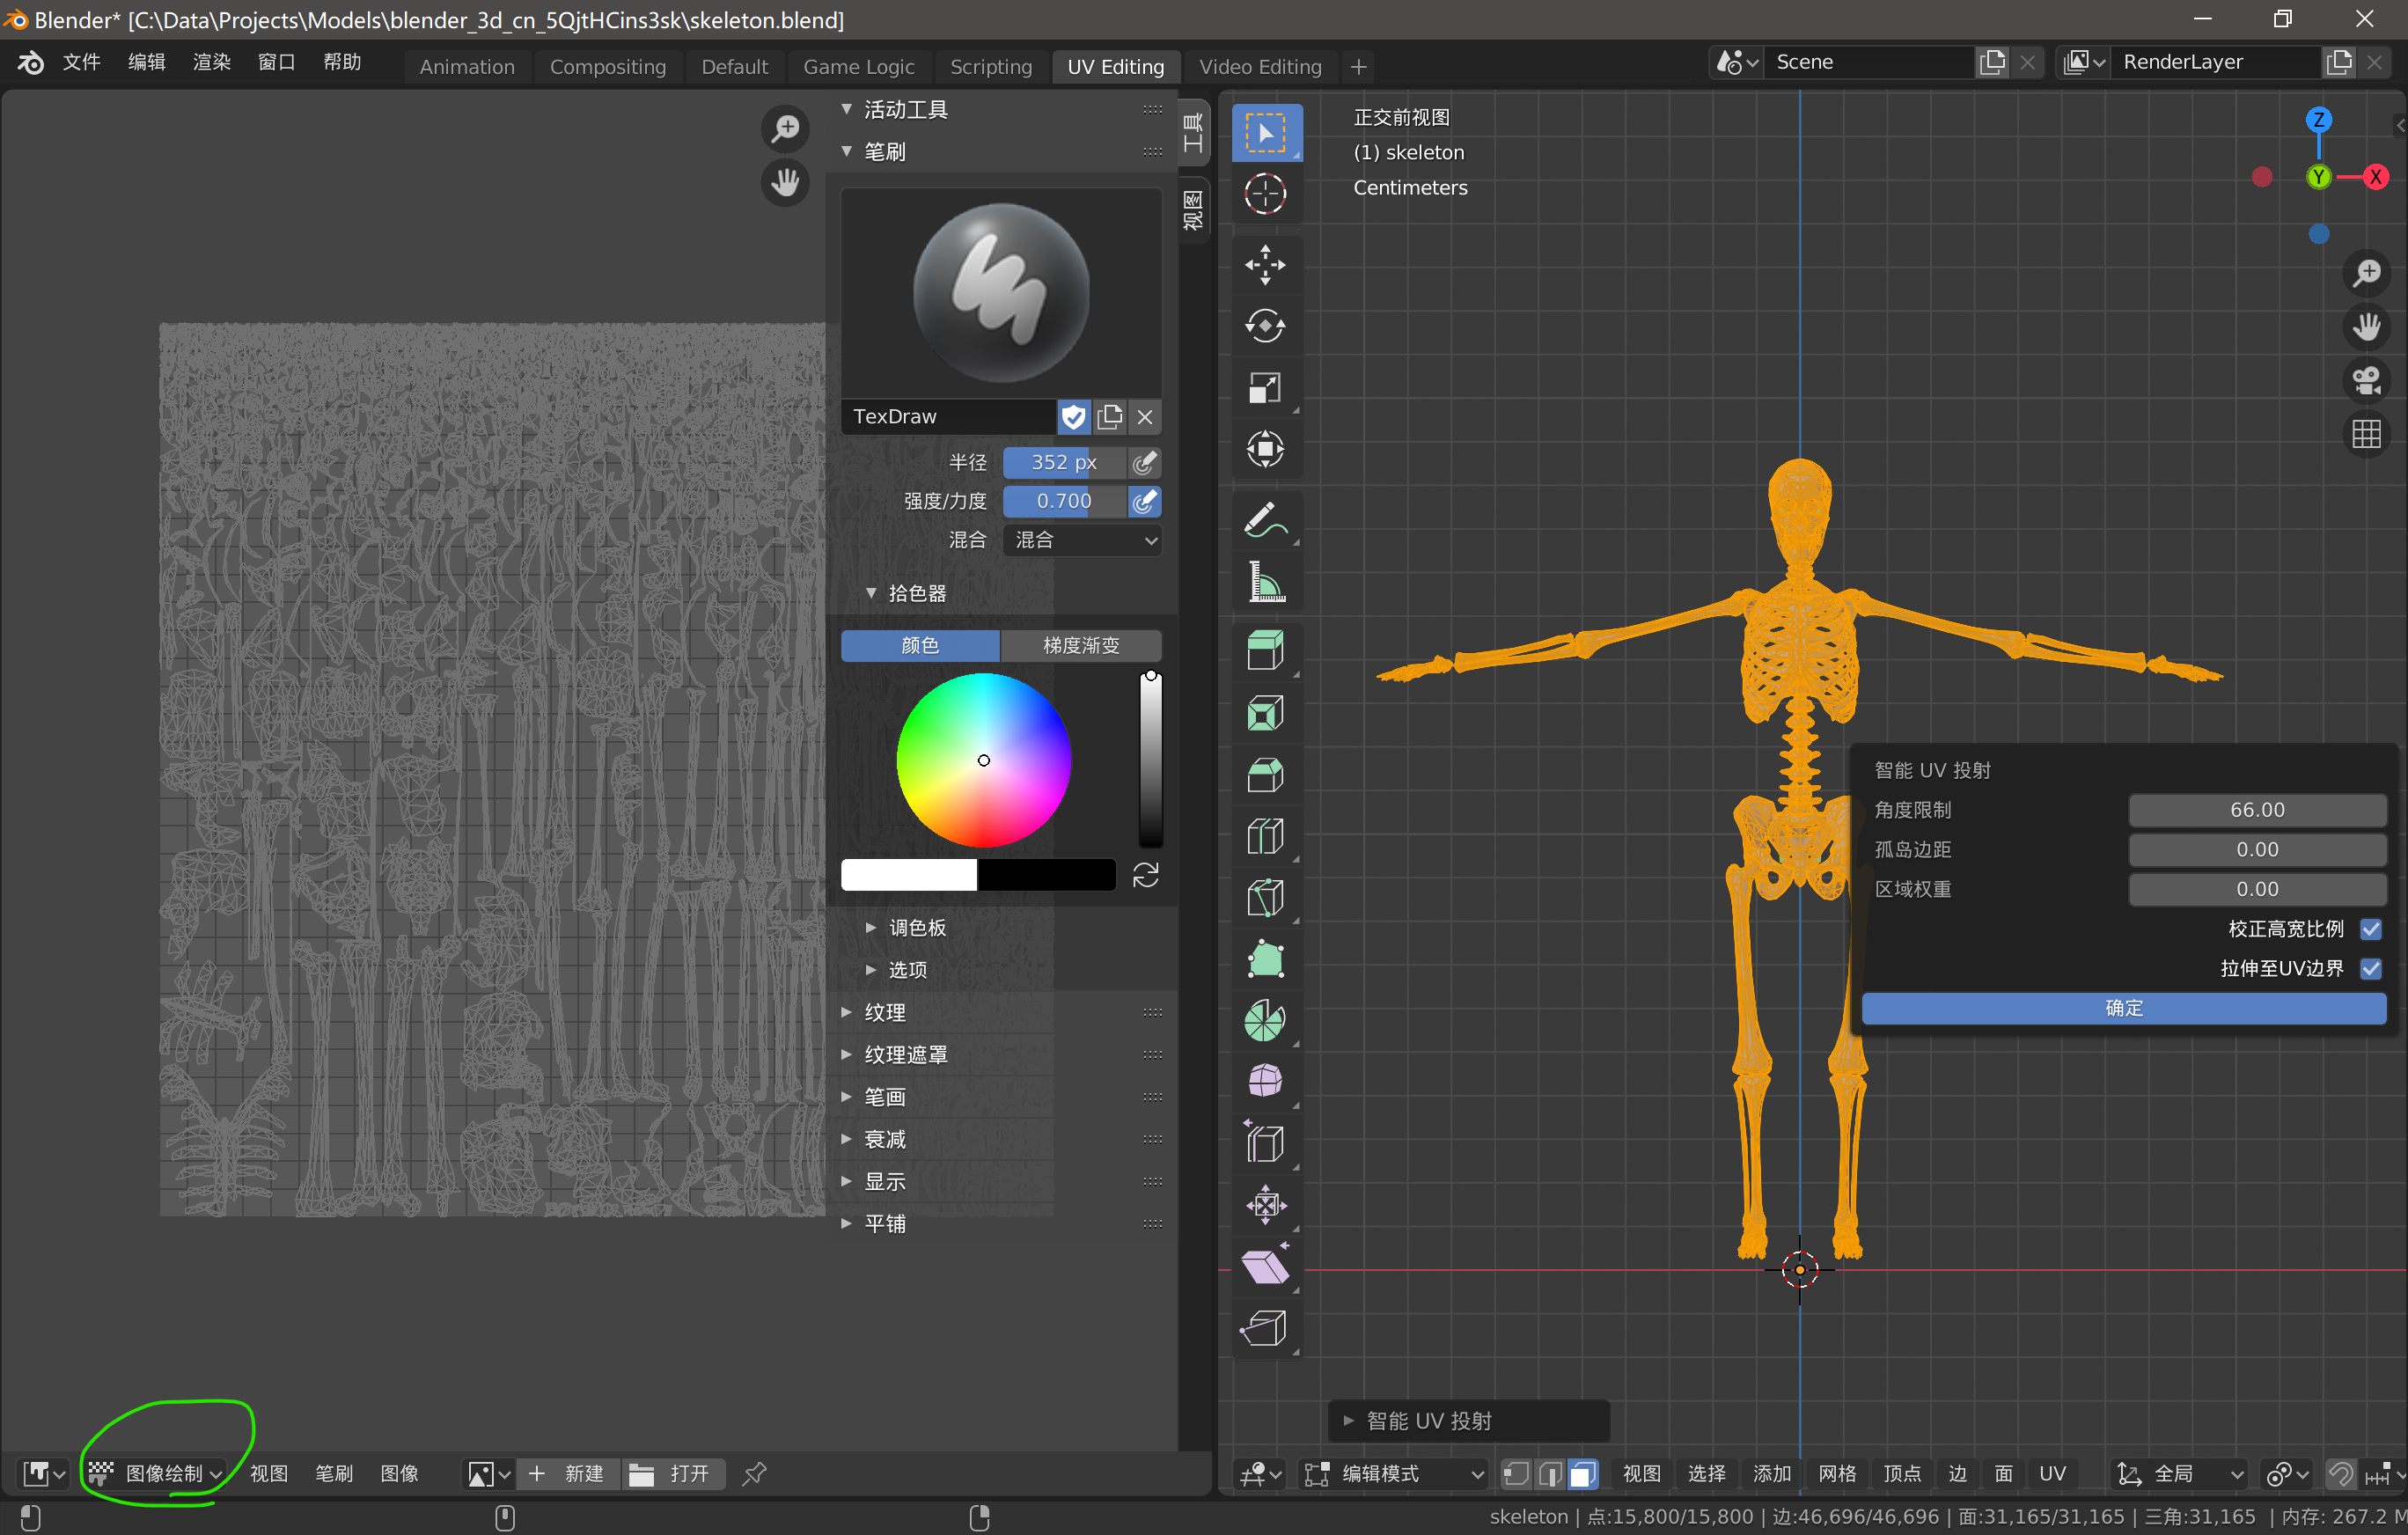 Blender* [C:\Data\Projects\Models\blender_3d_cn_5QjtHCins3sk\skeleton.blend]
文件 编辑 渲染 窗口 帮助 Animation Compositing Default Game Logic Scripting UV Editing Video Editing Scene RenderLayer
活动工具
笔刷
工具
视图
TexDraw
半径 352 px
强度/力度 0.700
混合 混合
拾色器
颜色 梯度渐变
调色板
选项
纹理
纹理遮罩
笔画
衰减
显示
平铺
图像绘制 视图 笔刷 图像 新建 打开
正交前视图
(1) skeleton
Centimeters
Z
Y X
智能 UV 投射
角度限制 66.00
孤岛边距 0.00
区域权重 0.00
校正高宽比例
拉伸至UV边界
确定
智能 UV 投射
编辑模式 视图 选择 添加 网格 顶点 边 面 UV 全局
skeleton | 点:15,800/15,800 | 边:46,696/46,696 | 面:31,165/31,165 | 三角:31,165 | 内存: 267.2 M